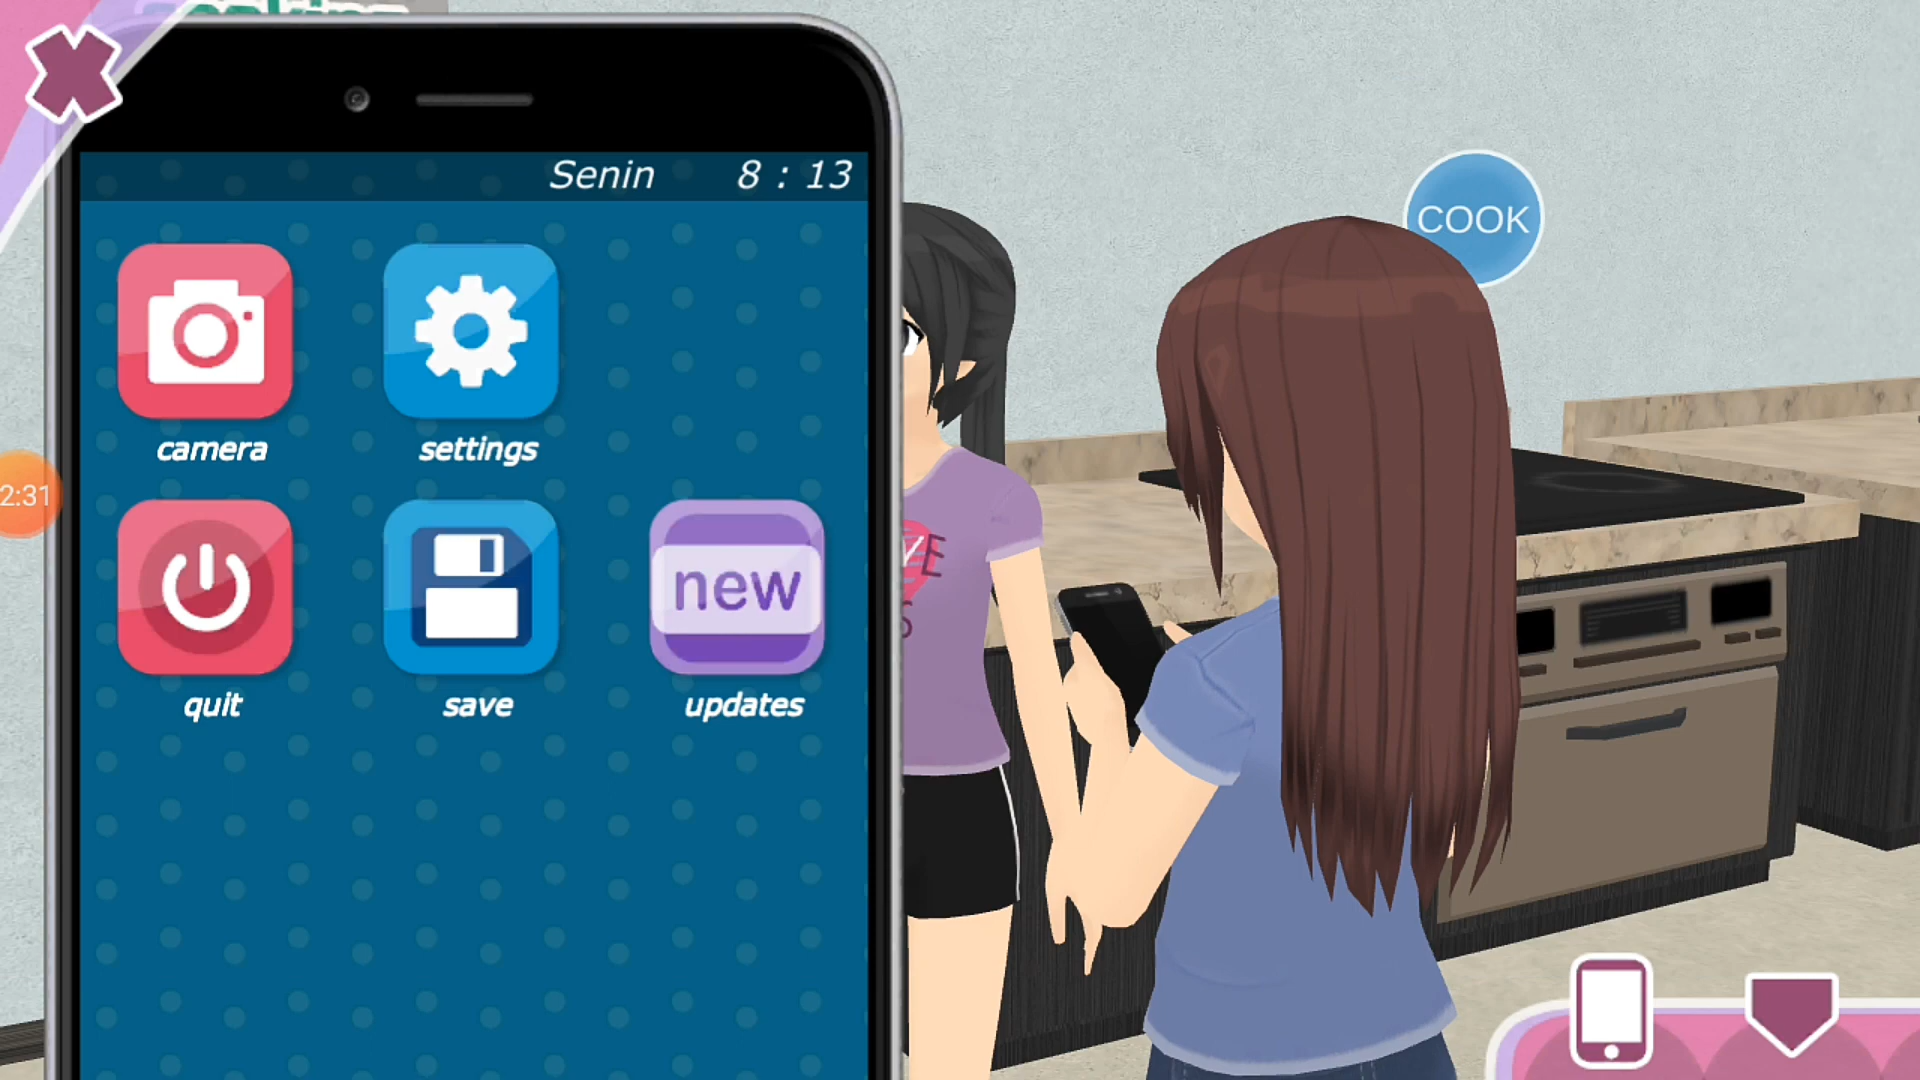 Senin 8 : 13
COOK
camera
settings
2:31
new
quit
save
updates